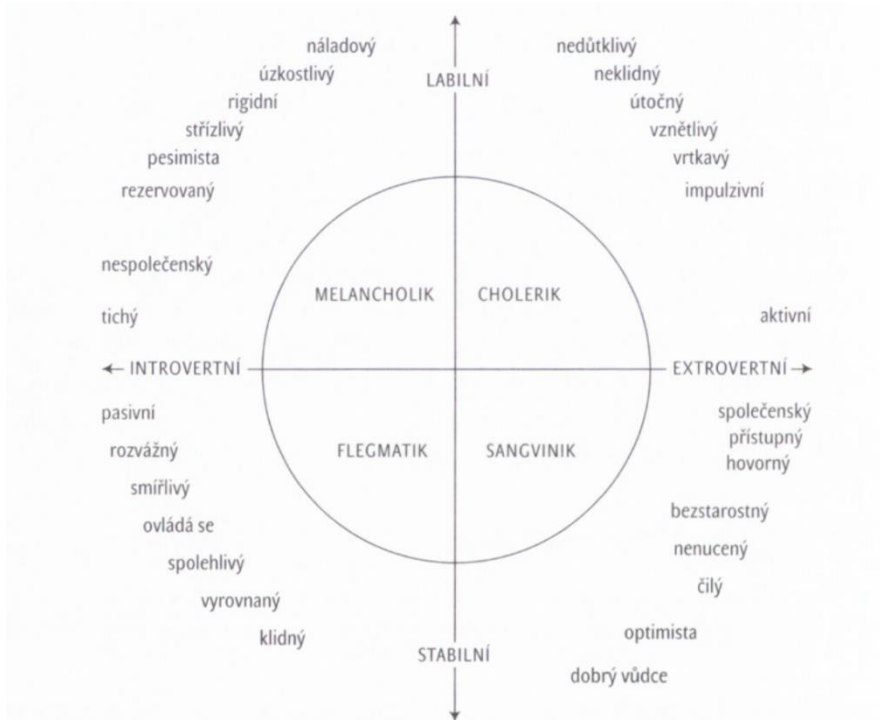 náladový
nedůtklivý
úzkostlivý
LABILNÍ
neklidný
rigidní
útočný
střízlivý
vznětlivý
pesimista
vrtkavý
rezervovaný
impulzivní
nespolečenský
MELANCHOLIK
CHOLERIK
tichý
aktivní
INTROVERTNÍ
EXTROVERTNÍ
pasivní
společenský
přístupný
rozvážný
FLEGMATIK
SANGVINIK
hovorný
smířlivý
bezstarostný
ovládá se
nenucený
spolehlivý
čilý
vyrovnaný
klidný
optimista
STABILNÍ
dobrý vůdce